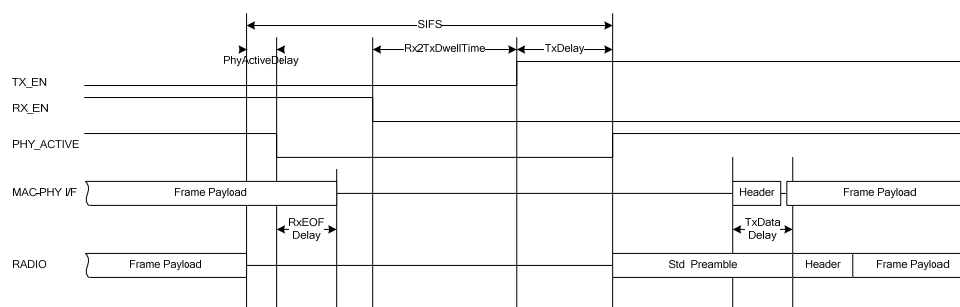 SIFS
Rx2TxDwellTime
TxDelay
PhyActiveDelay
TX_EN
RX_EN
PHY_ACTIVE
MAC-PHY I/F
Frame Payload
Header
Frame Payload
RxEOF
Delay
TxData
Delay
RADIO
Frame Payload
Std Preamble
Header
Frame Payload